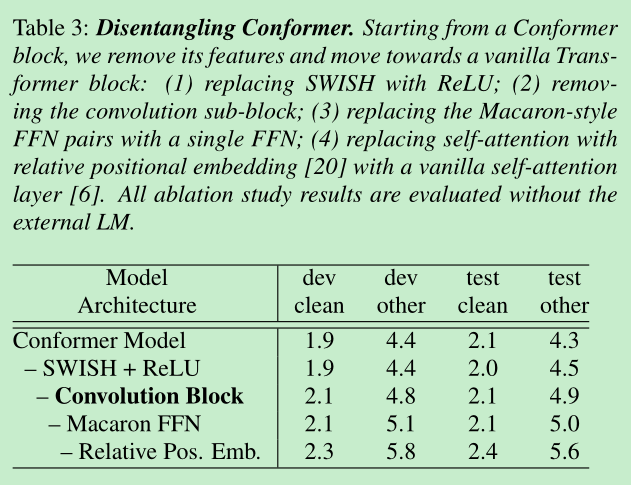 Table 3: Disentangling Conformer. Starting from a Conformer
block, we remove its features and move towards a vanilla Trans-
former block: (1) replacing SWISH with ReLU; (2) remov-
ing the convolution sub-block; (3) replacing the Macaron-style
FFN pairs with a single FFN; (4) replacing self-attention with
relative positional embedding [20] with a vanilla self-attention
layer [6]. All ablation study results are evaluated without the
external LM.
Model dev dev test test
Architecture clean other clean other
Conformer Model 1.9 4.4 2.1 4.3
– SWISH + ReLU 1.9 4.4 2.0 4.5
– Convolution Block 2.1 4.8 2.1 4.9
– Macaron FFN 2.1 5.1 2.1 5.0
– Relative Pos. Emb. 2.3 5.8 2.4 5.6